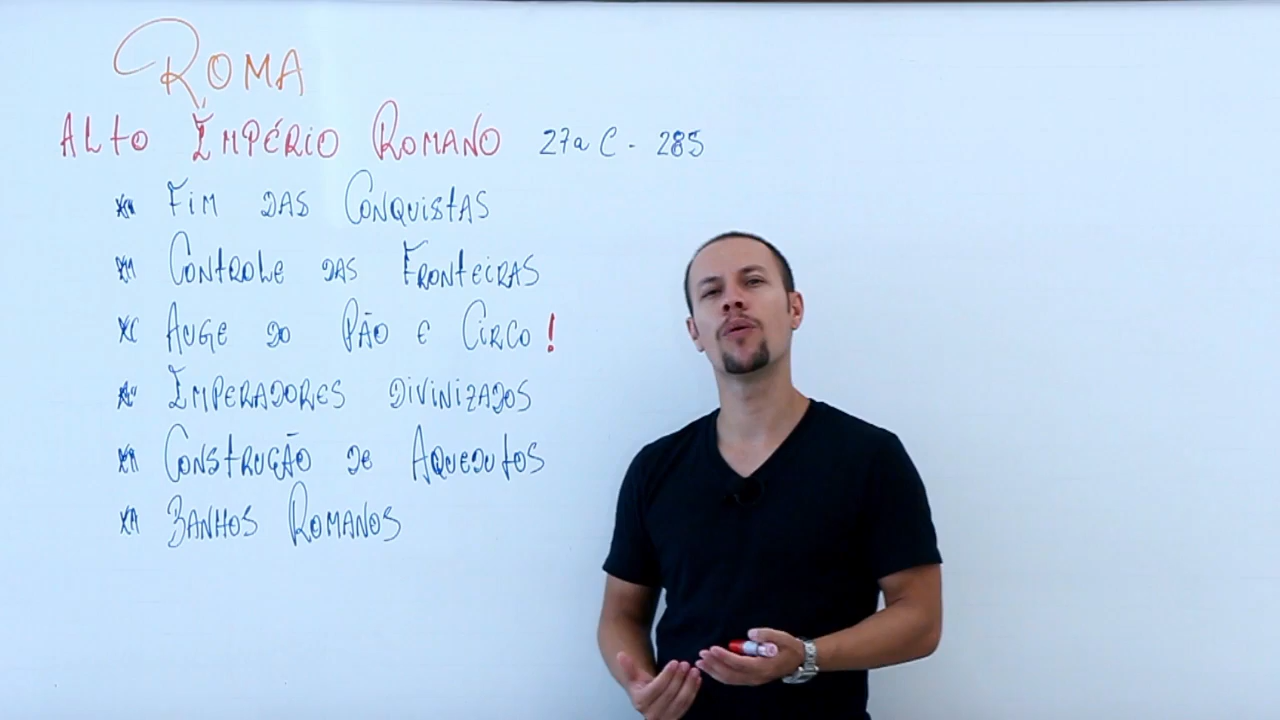 ROMA
ALTO IMPÉRIO ROMANO 27a C - 285
* FIM DAS CONQUISTAS
* CONTROLE DAS FRONTEIRAS
* AUGE DO PÃO E CIRCO!
* IMPERADORES DIVINIZADOS
* CONSTRUÇÃO DE AQUEDUTOS
* BANHOS ROMANOS